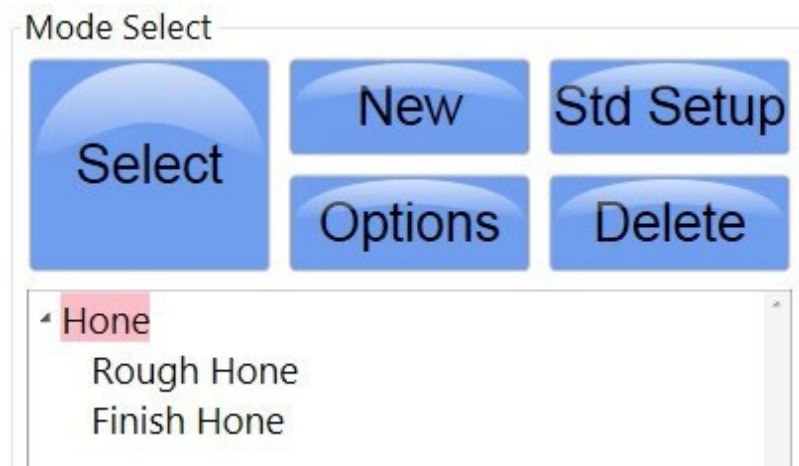 Mode Select
Select
New
Std Setup
Options
Delete
Hone
Rough Hone
Finish Hone